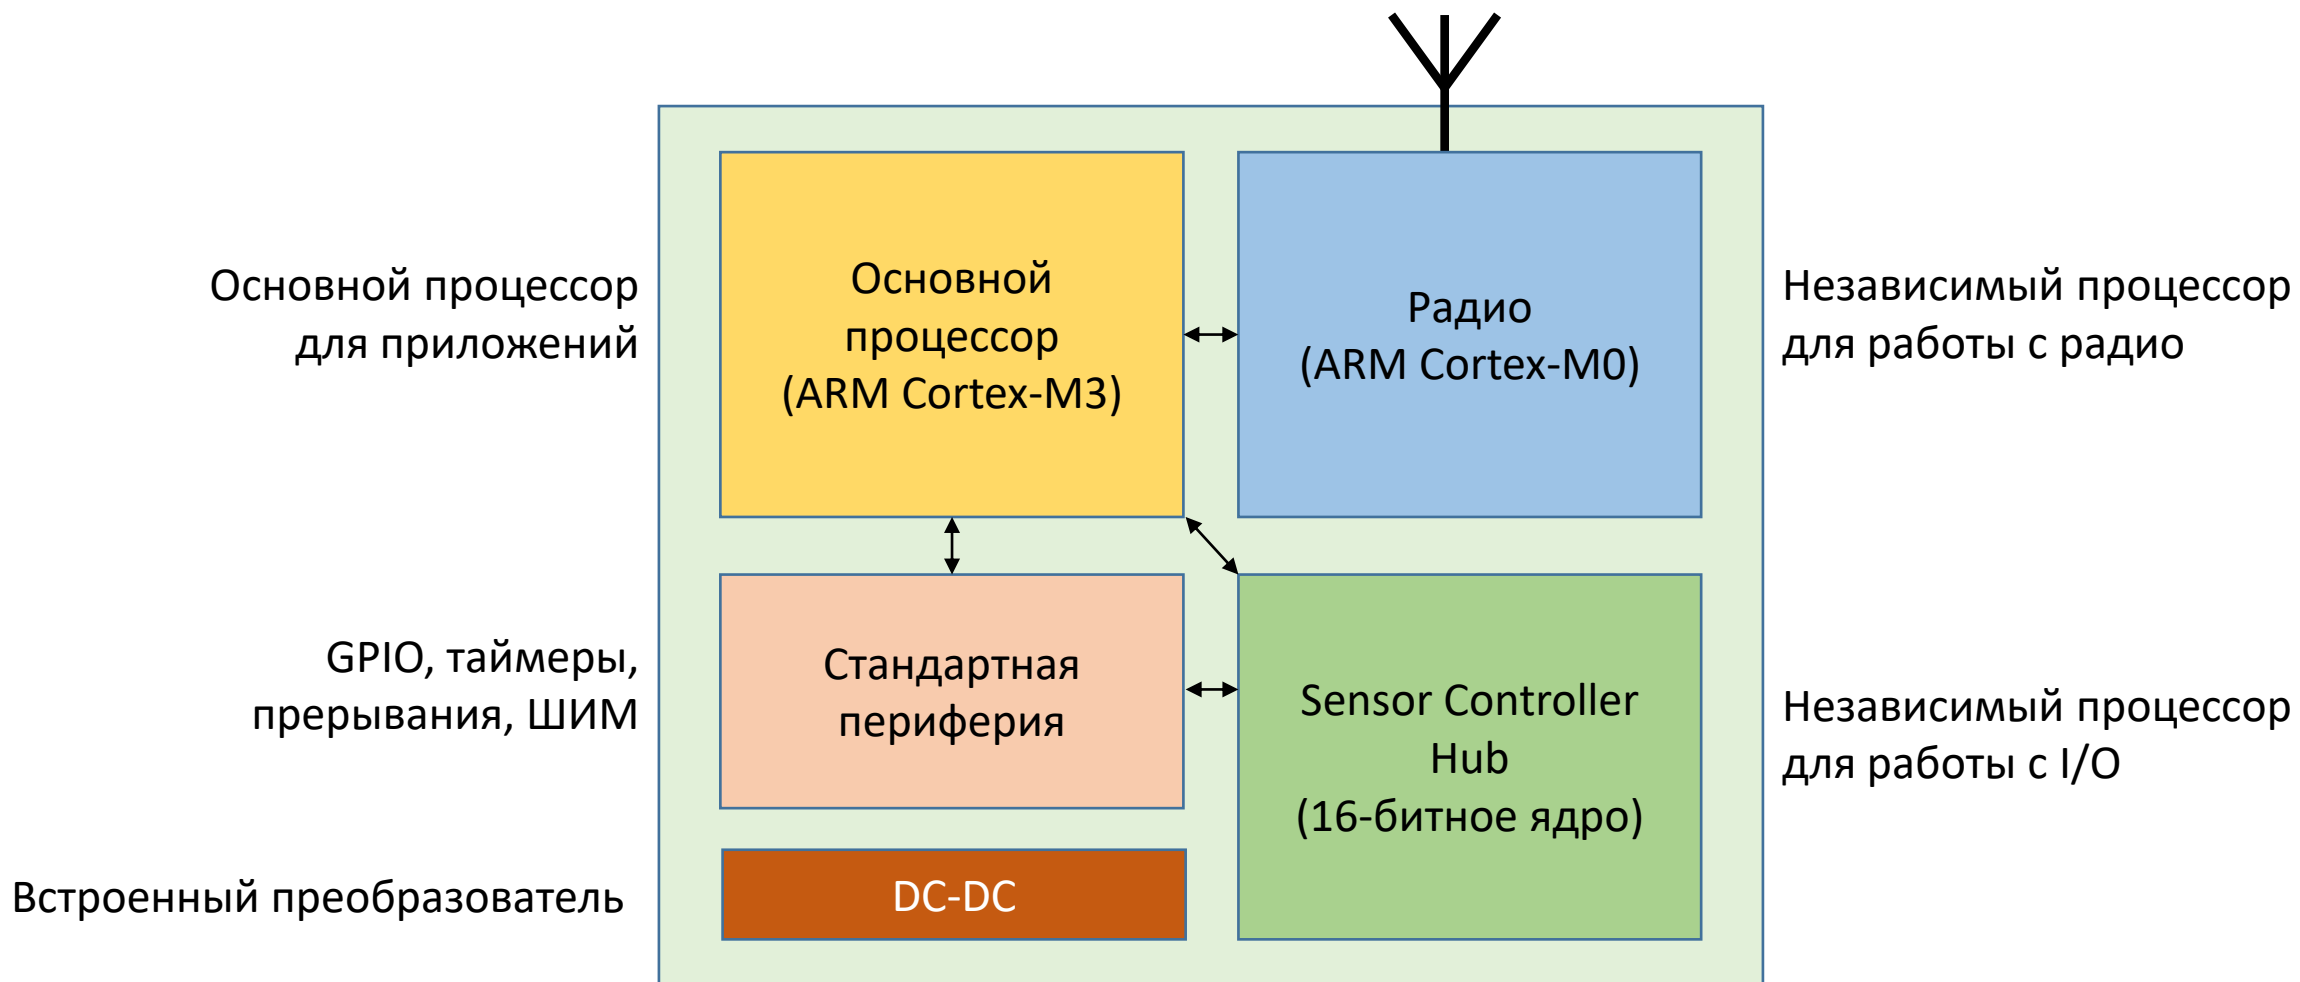 Основной процессор
для приложений
Основной
процессор
(ARM Cortex-M3)
Радио
(ARM Cortex-M0)
Независимый процессор
для работы с радио
GPIO, таймеры,
прерывания, ШИМ
Стандартная
периферия
Sensor Controller
Hub
(16-битное ядро)
Независимый процессор
для работы с I/O
Встроенный преобразователь
DC-DC